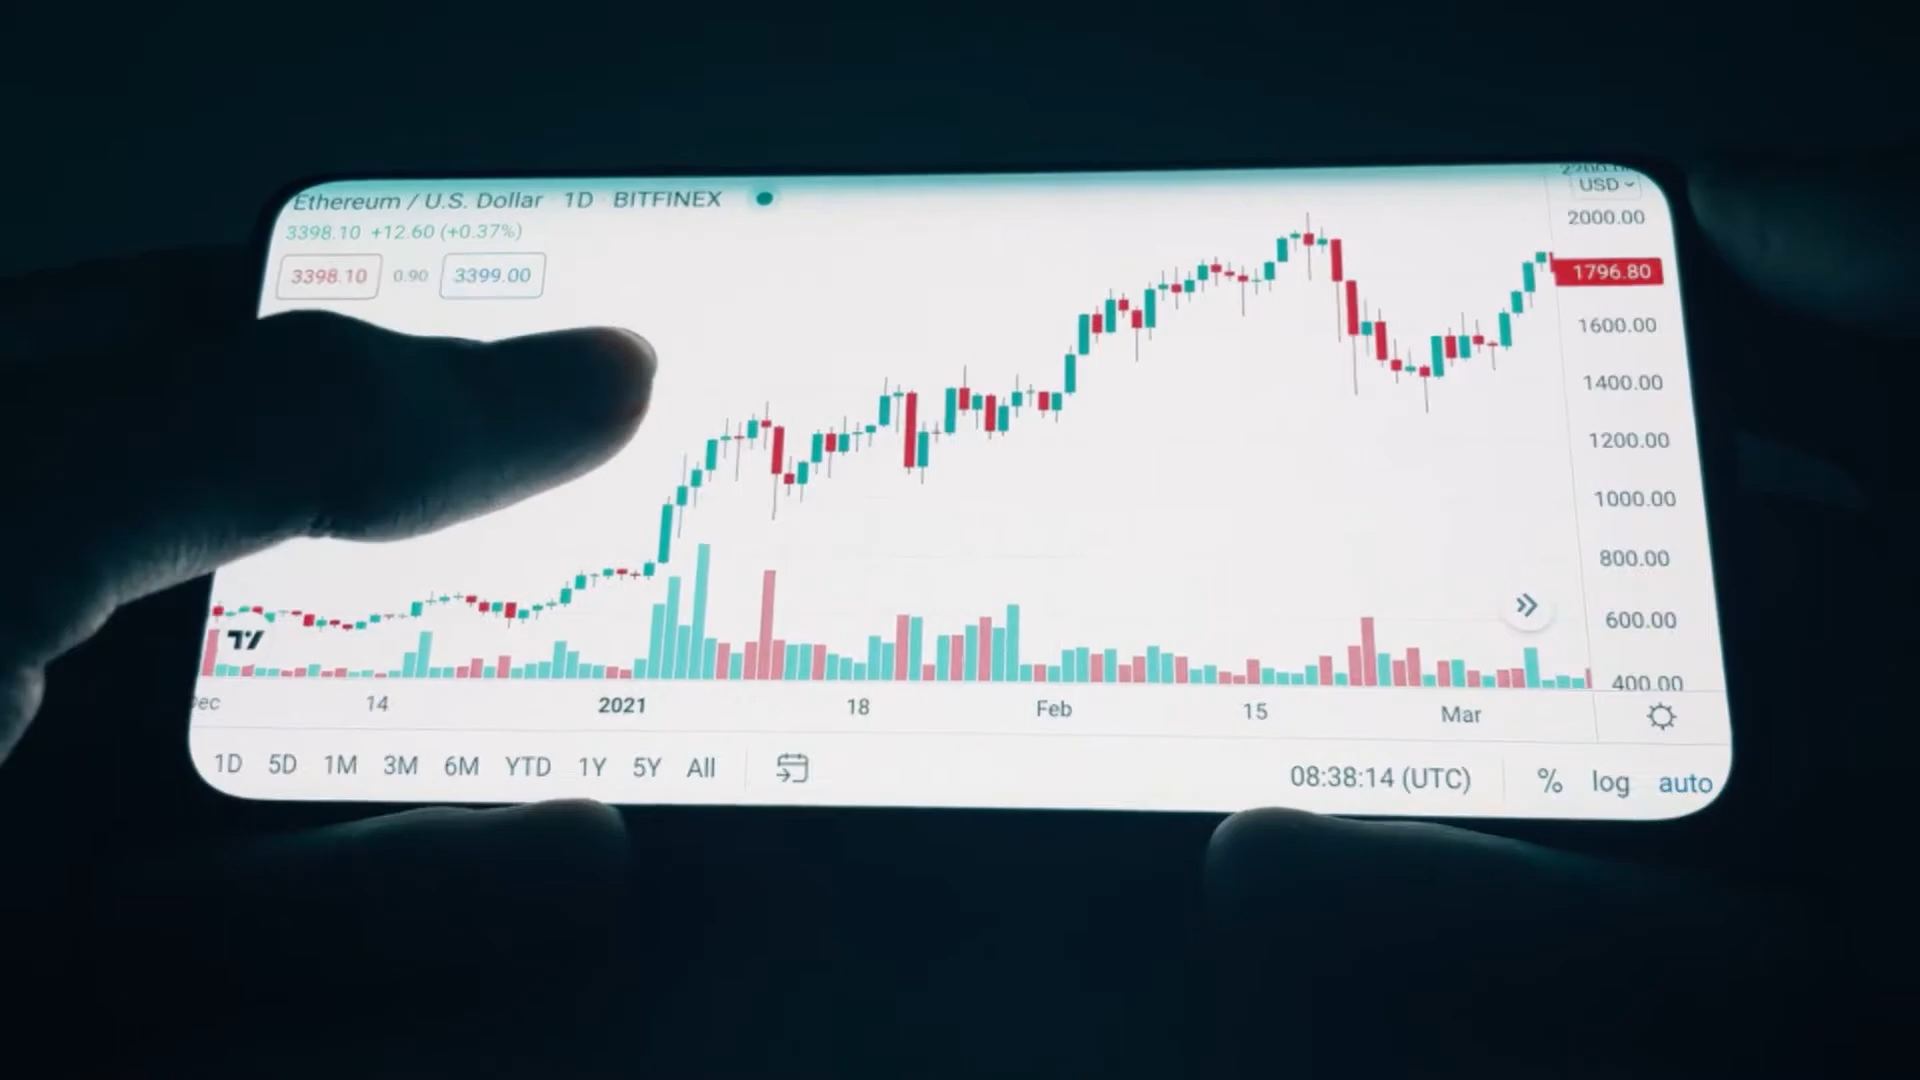 Ethereum / U.S. Dollar 1D BITFINEX
3398.10 +12.60 (+0.37%)
3398.10 0.90 3399.00
USD
2000.00
1796.80
1600.00
1400.00
1200.00
1000.00
800.00
600.00
400.00
14 2021 18 Feb 15 Mar
1D 5D 1M 3M 6M YTD 1Y 5Y All
08:38:14 (UTC) % log auto